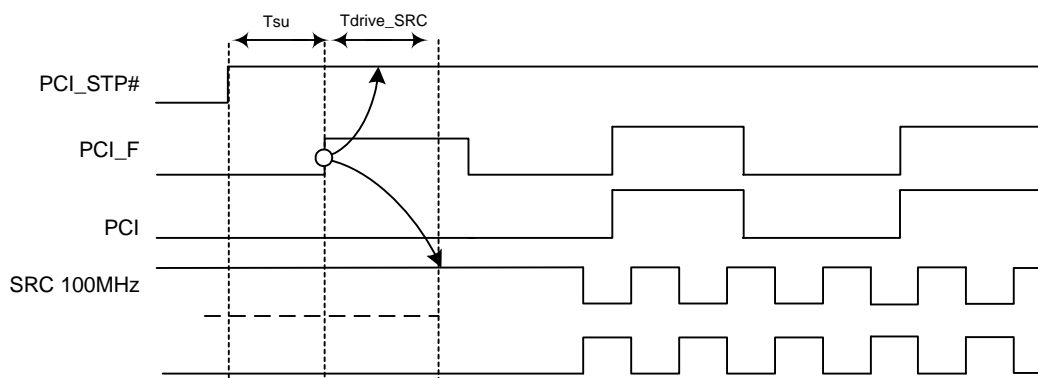 Tsu
Tdrive_SRC
PCI_STP#
PCI_F
PCI
SRC 100MHz